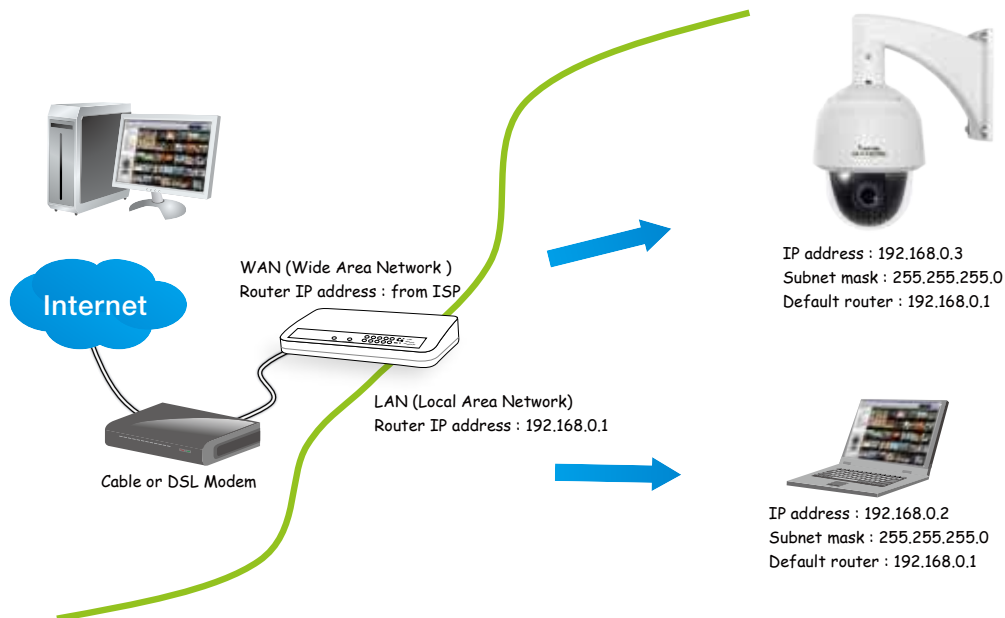 Internet
WAN (Wide Area Network )
Router IP address : from ISP
LAN (Local Area Network)
Router IP address : 192.168.0.1
Cable or DSL Modem
IP address : 192.168.0.3
Subnet mask : 255.255.255.0
Default router : 192.168.0.1
IP address : 192.168.0.2
Subnet mask : 255.255.255.0
Default router : 192.168.0.1